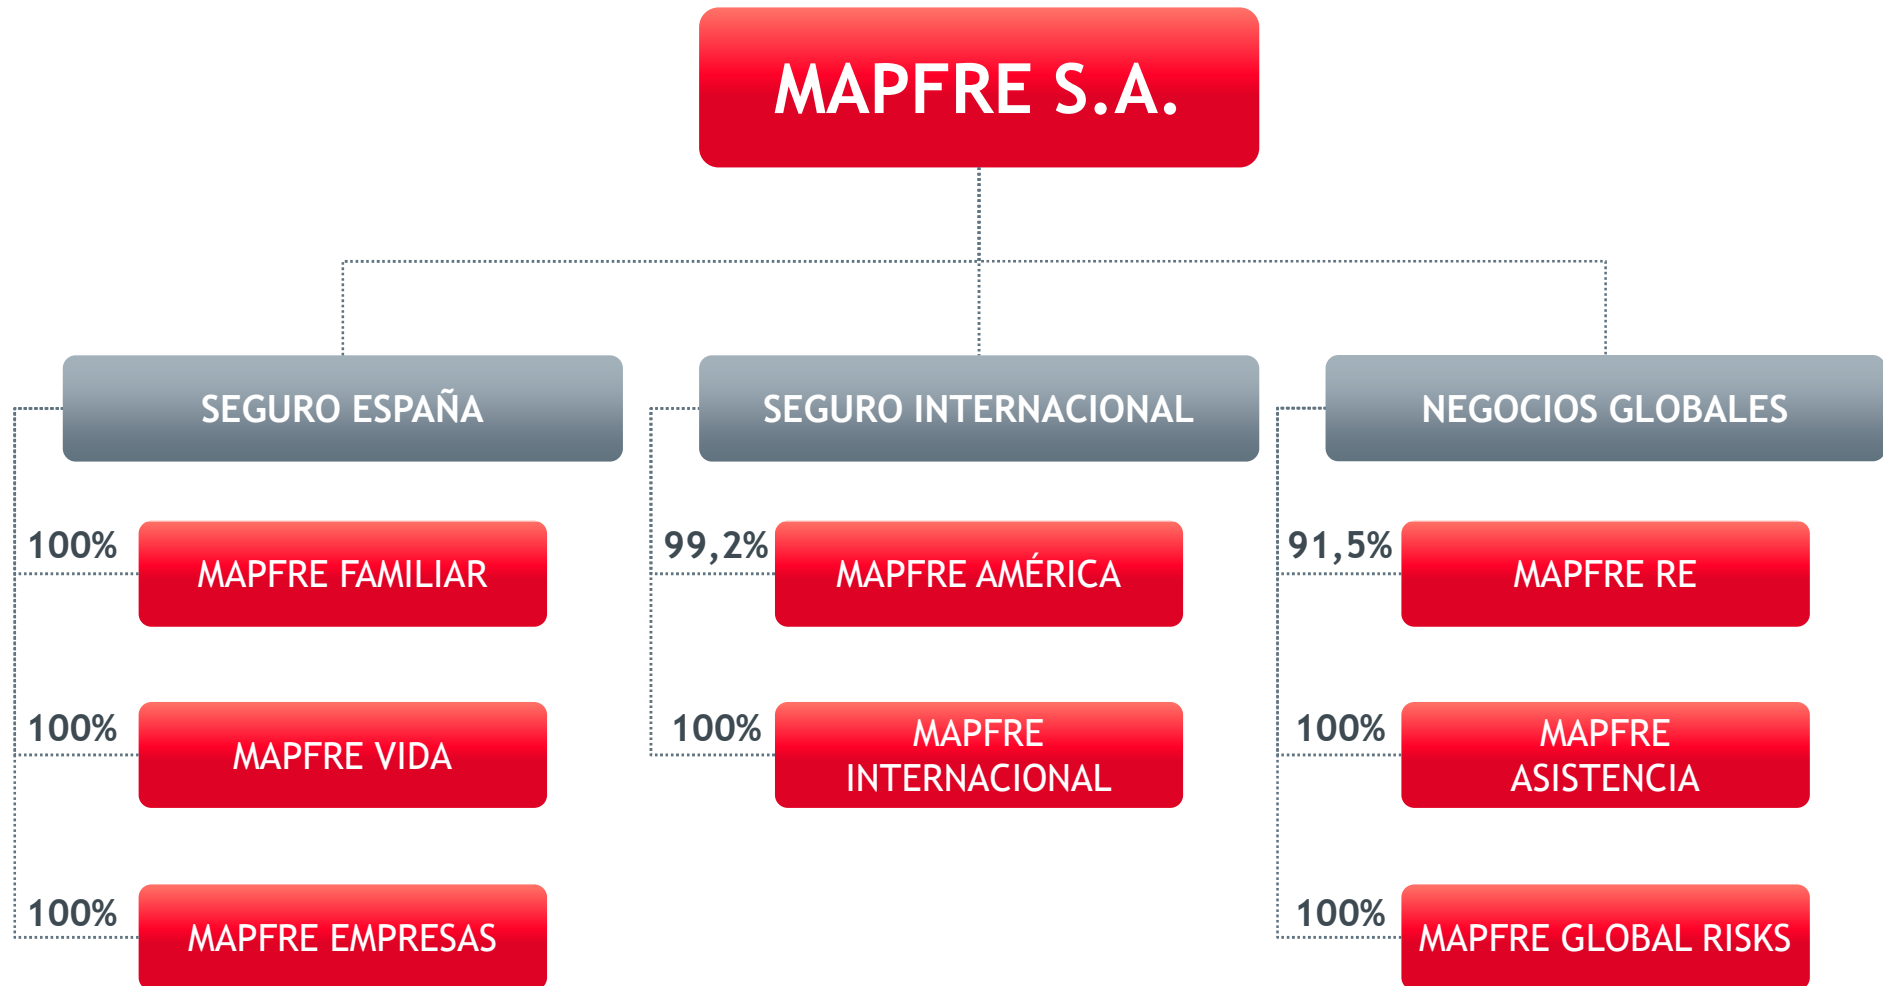 MAPFRE S.A.
SEGURO ESPAÑA
SEGURO INTERNACIONAL
NEGOCIOS GLOBALES
100%
MAPFRE FAMILIAR
99,2%
MAPFRE AMÉRICA
91,5%
MAPFRE RE
100%
MAPFRE VIDA
100%
MAPFRE
INTERNACIONAL
100%
MAPFRE
ASISTENCIA
100%
MAPFRE EMPRESAS
100%
MAPFRE GLOBAL RISKS